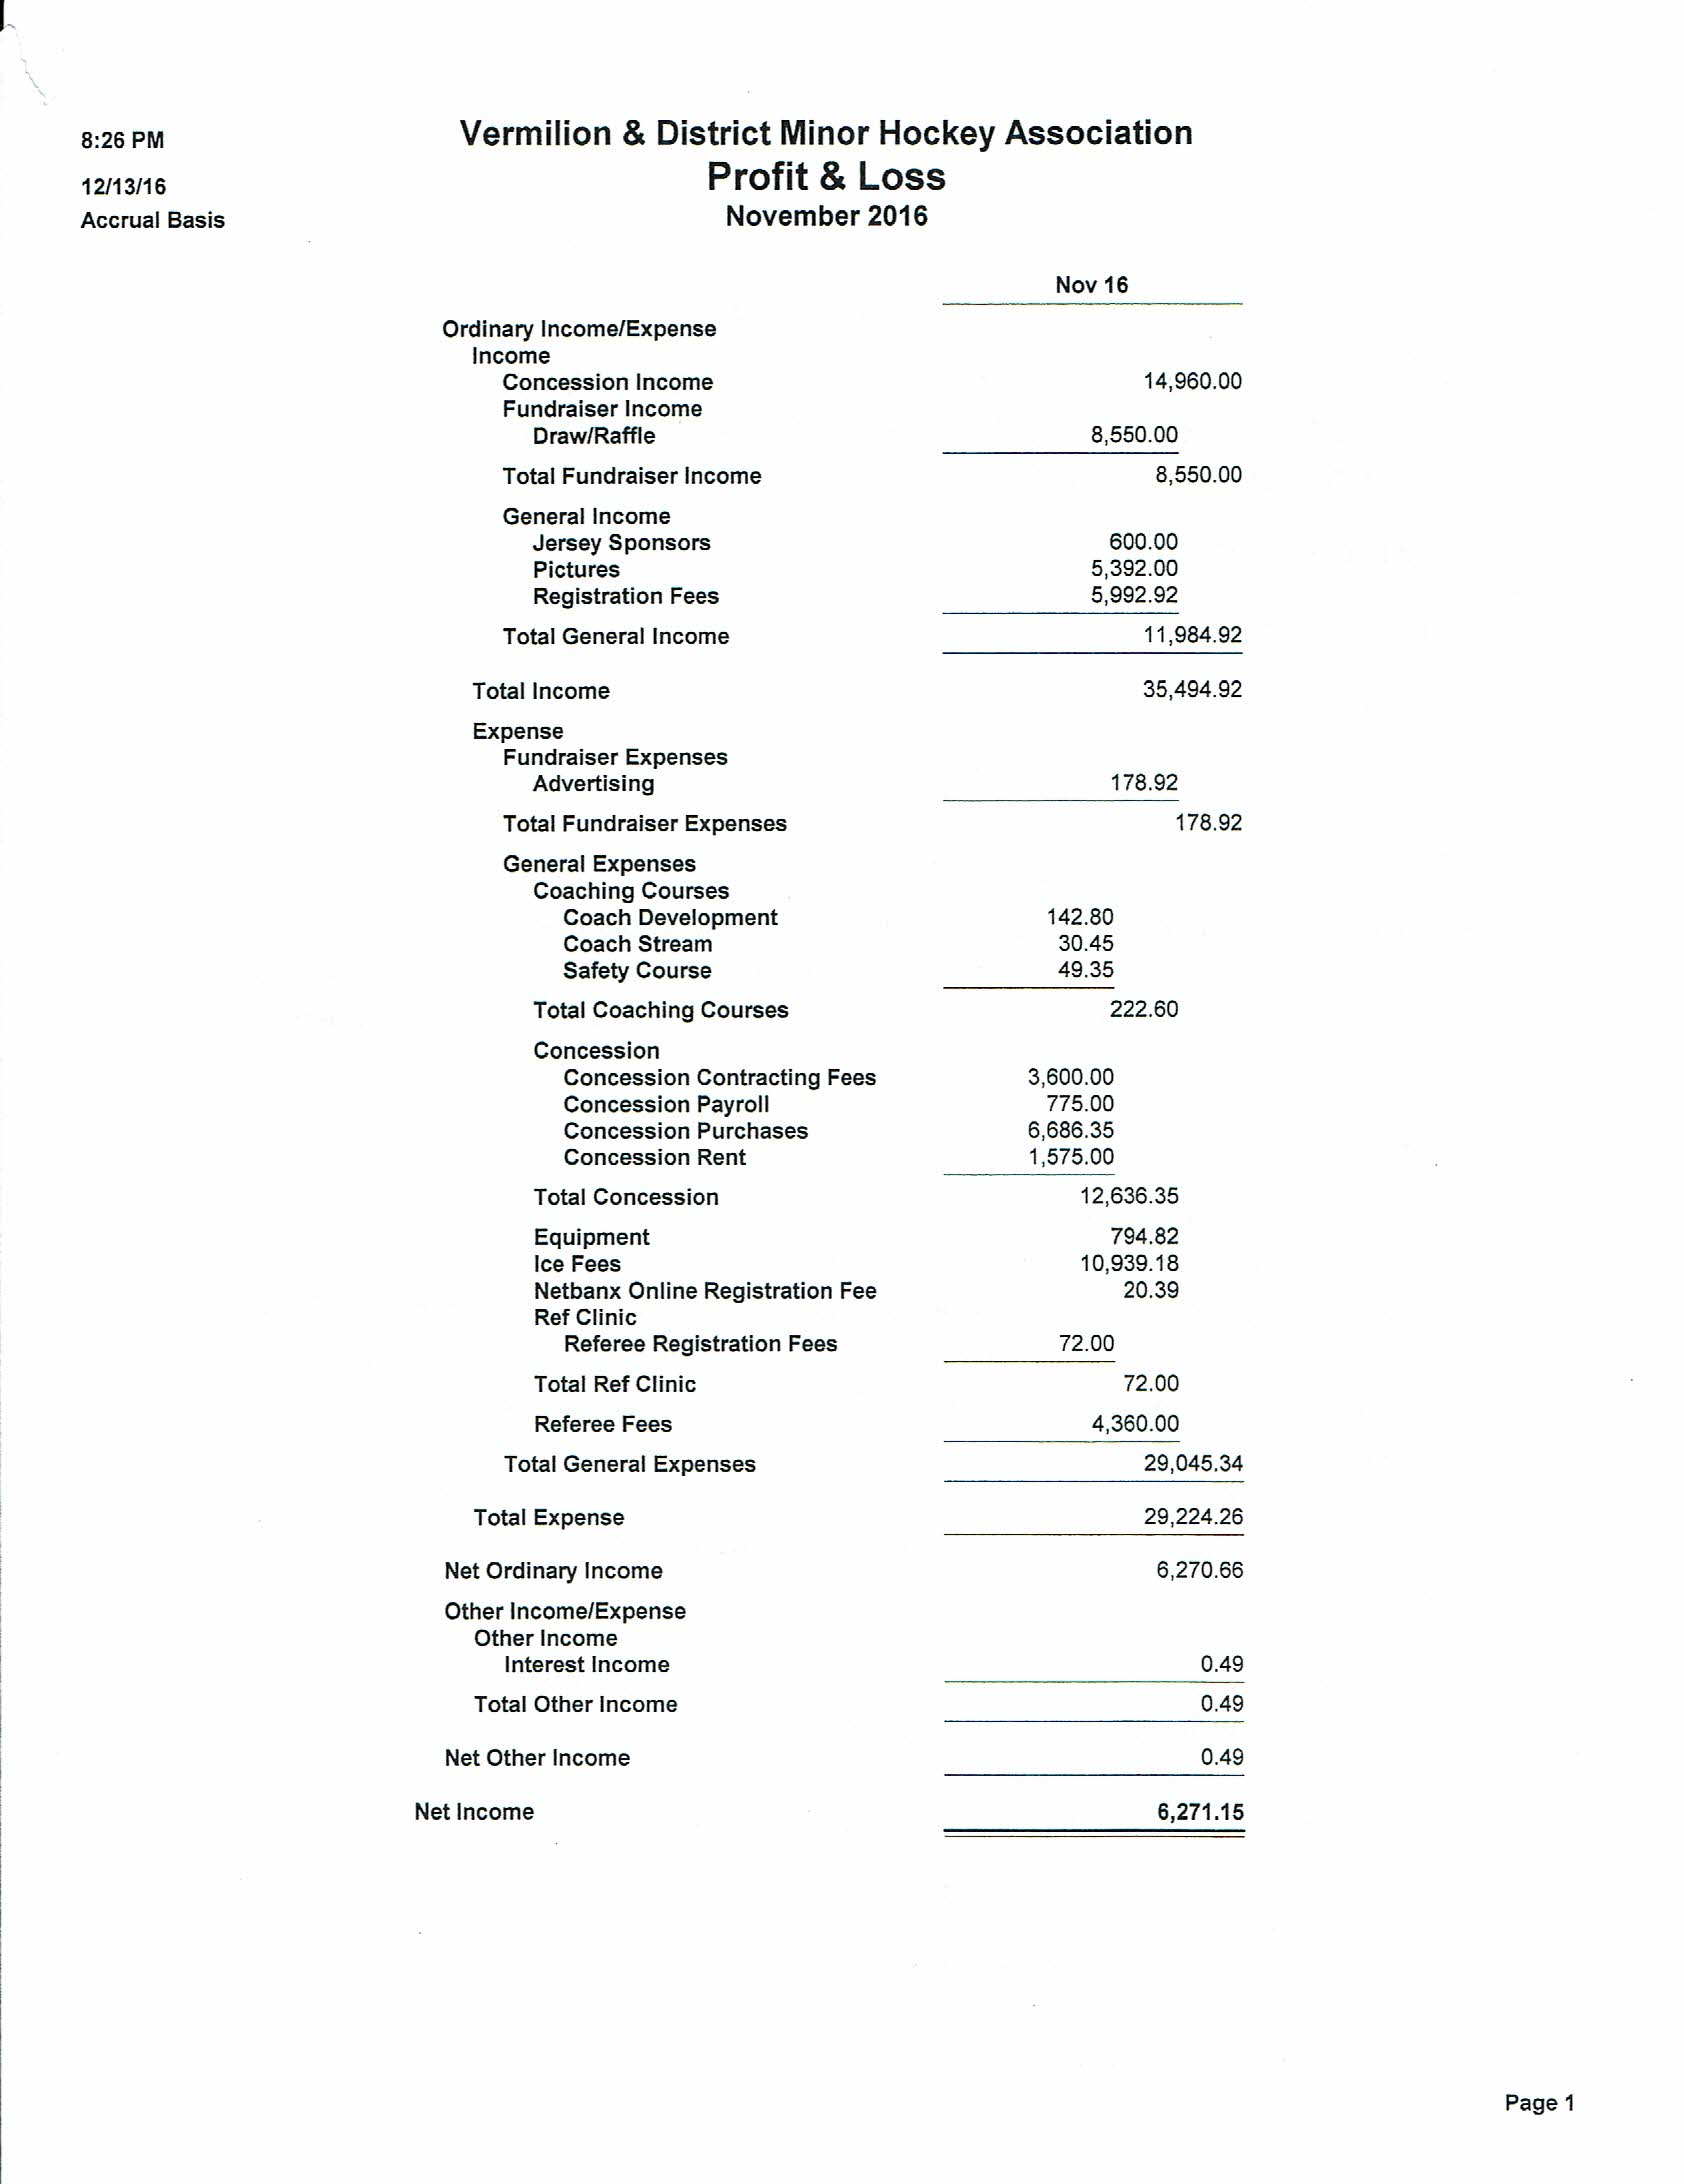 8:26 PM
12/13/16
Accrual Basis
Vermilion & District Minor Hockey Association
Profit & Loss
November 2016
Nov 16
Ordinary Income/Expense
Income
Concession Income 14,960.00
Fundraiser Income
Draw/Raffle 8,550.00
Total Fundraiser Income 8,550.00
General Income
Jersey Sponsors 600.00
Pictures 5,392.00
Registration Fees 5,992.92
Total General Income 11,984.92
Total Income 35,494.92
Expense
Fundraiser Expenses
Advertising 178.92
Total Fundraiser Expenses 178.92
General Expenses
Coaching Courses
Coach Development 142.80
Coach Stream 30.45
Safety Course 49.35
Total Coaching Courses 222.60
Concession
Concession Contracting Fees 3,600.00
Concession Payroll 775.00
Concession Purchases 6,686.35
Concession Rent 1,575.00
Total Concession 12,636.35
Equipment 794.82
Ice Fees 10,939.18
Netbanx Online Registration Fee 20.39
Ref Clinic
Referee Registration Fees 72.00
Total Ref Clinic 72.00
Referee Fees 4,360.00
Total General Expenses 29,045.34
Total Expense 29,224.26
Net Ordinary Income 6,270.66
Other Income/Expense
Other Income
Interest Income 0.49
Total Other Income 0.49
Net Other Income 0.49
Net Income 6,271.15
Page 1